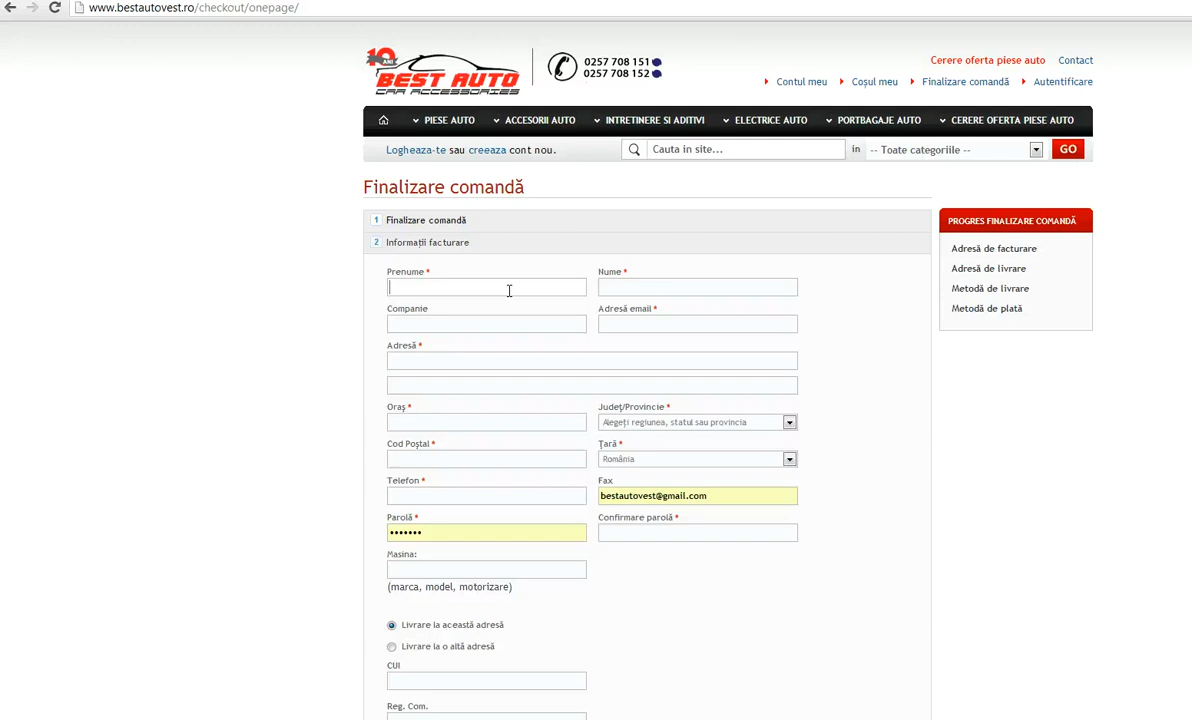 www.bestautovest.ro/checkout/onepage/
10 ANI
BEST AUTO
CAR ACCESSORIES
0257 708 151
0257 708 152
Cerere oferta piese auto
Contact
Contul meu
Coșul meu
Finalizare comandă
Autentificare
PIESE AUTO
ACCESORII AUTO
INTRETINERE SI ADITIVI
ELECTRICE AUTO
PORTBAGAJE AUTO
CERERE OFERTA PIESE AUTO
Logheaza-te sau creeaza cont nou.
Cauta in site...
in
-- Toate categoriile --
GO
Finalizare comandă
1 Finalizare comandă
2 Informații facturare
Prenume *
Nume *
Companie
Adresă email *
Adresă *
Oraş *
Judeţ/Provincie *
Alegeți regiunea, statul sau provincia
Cod Poştal *
Ţară *
România
Telefon *
Fax
bestautovest@gmail.com
Parolă *
•••••••
Confirmare parolă *
Masina:
(marca, model, motorizare)
Livrare la această adresă
Livrare la o altă adresă
CUI
Reg. Com.
PROGRES FINALIZARE COMANDĂ
Adresă de facturare
Adresă de livrare
Metodă de livrare
Metodă de plată